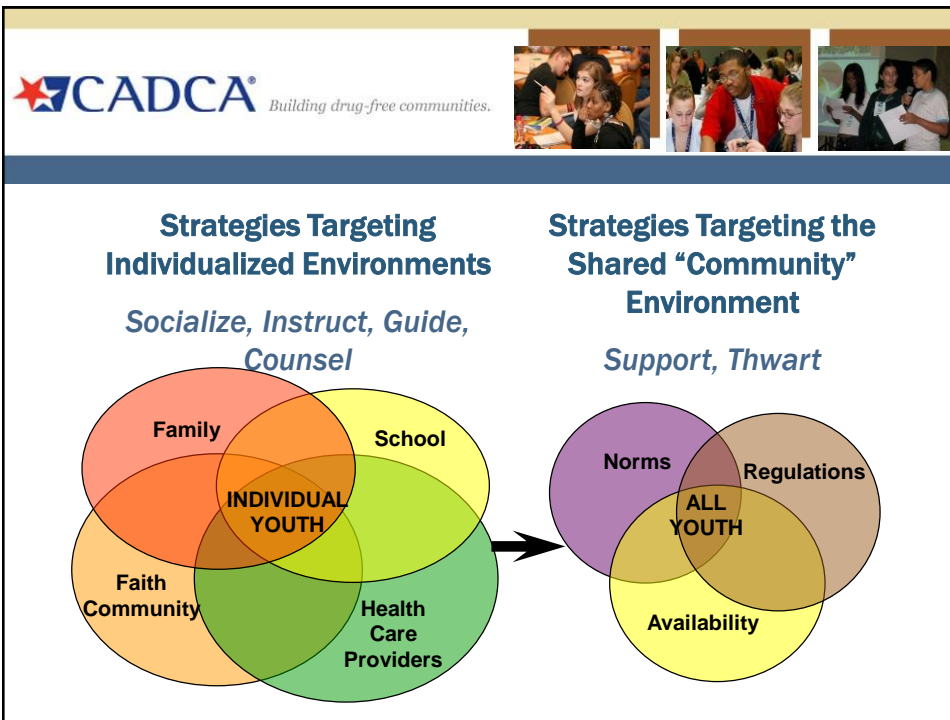 CADCA® Building drug-free communities.
Strategies Targeting
Individualized Environments
Socialize, Instruct, Guide,
Counsel
Strategies Targeting the
Shared “Community”
Environment
Support, Thwart
Family
School
INDIVIDUAL
YOUTH
Faith
Community
Health
Care
Providers
Norms
Regulations
ALL
YOUTH
Availability